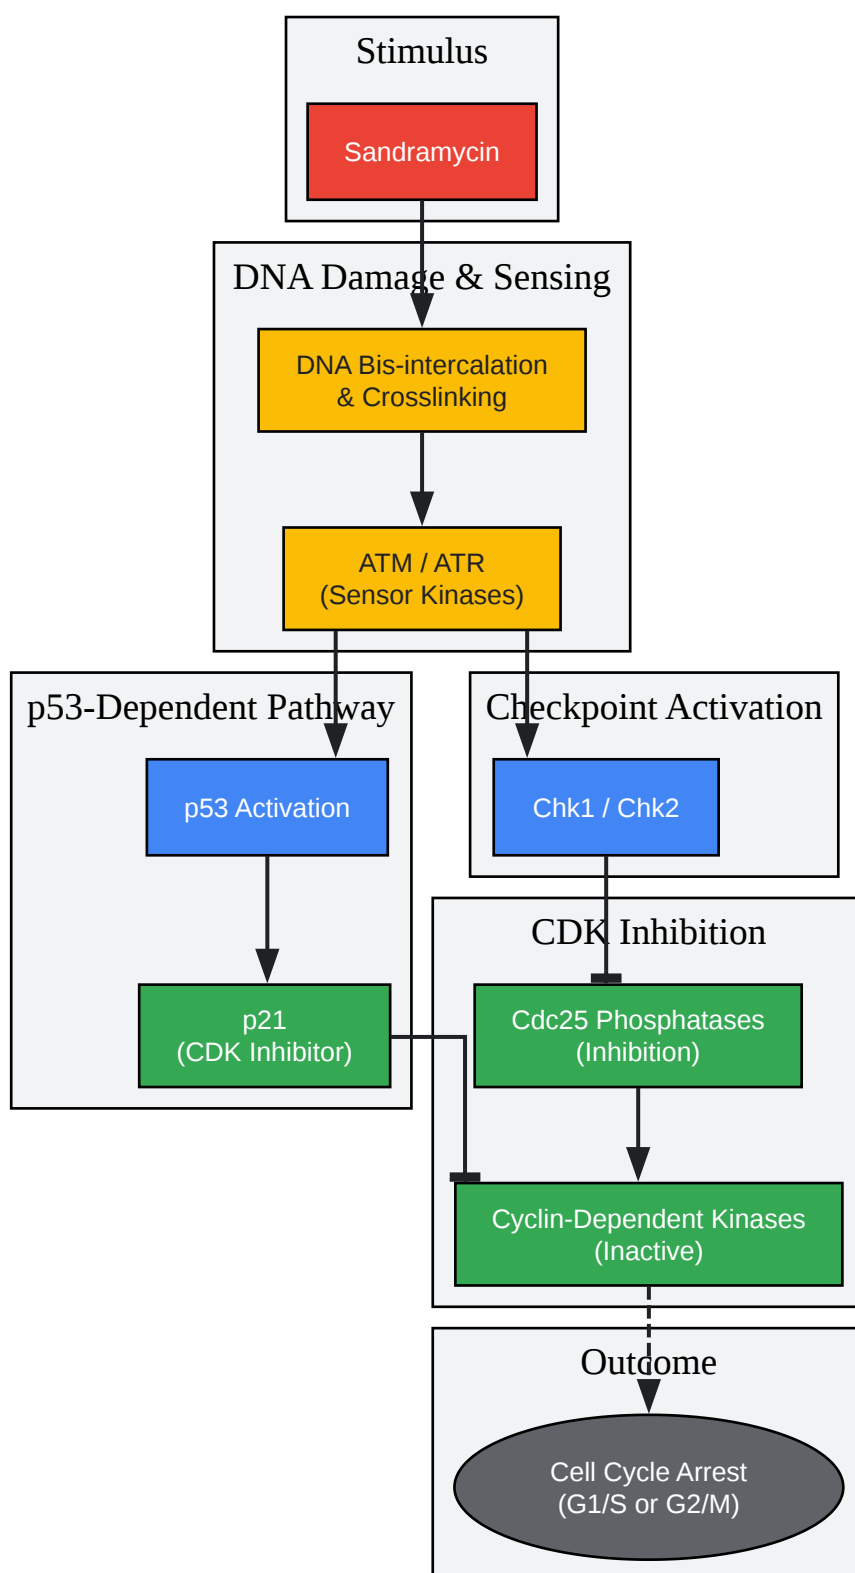 Stimulus
Sandramycin
DNA Damage & Sensing
DNA Bis-intercalation
& Crosslinking
ATM / ATR
(Sensor Kinases)
p53-Dependent Pathway
p53 Activation
p21
(CDK Inhibitor)
Checkpoint Activation
Chk1 / Chk2
CDK Inhibition
Cdc25 Phosphatases
(Inhibition)
Cyclin-Dependent Kinases
(Inactive)
Outcome
Cell Cycle Arrest
(G1/S or G2/M)